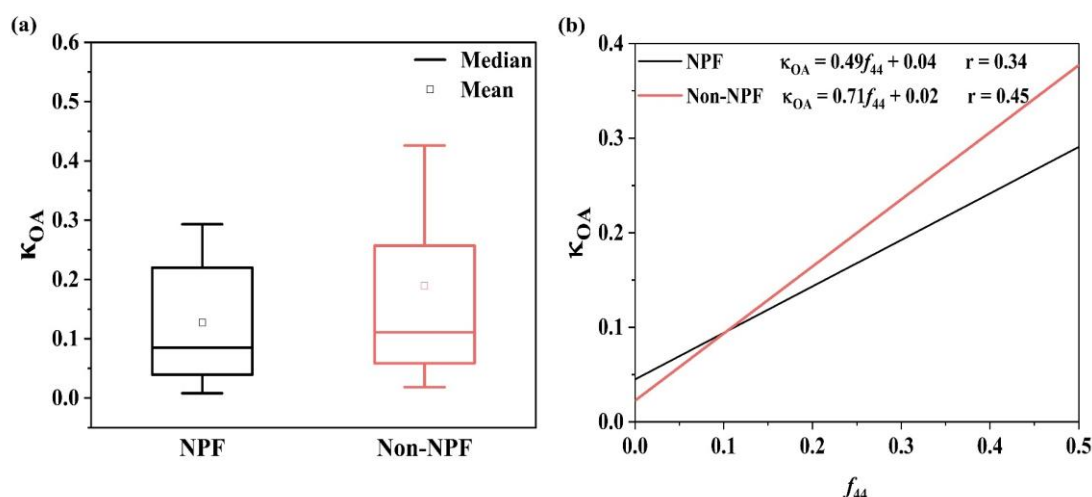 (a)
0.6
0.5
0.4
0.3
0.2
0.1
0.0
κOA
Median
Mean
NPF
Non-NPF
(b)
0.4
0.3
0.2
0.1
0.0
κOA
NPF κOA = 0.49f44 + 0.04 r = 0.34
Non-NPF κOA = 0.71f44 + 0.02 r = 0.45
0.0 0.1 0.2 0.3 0.4 0.5
f44